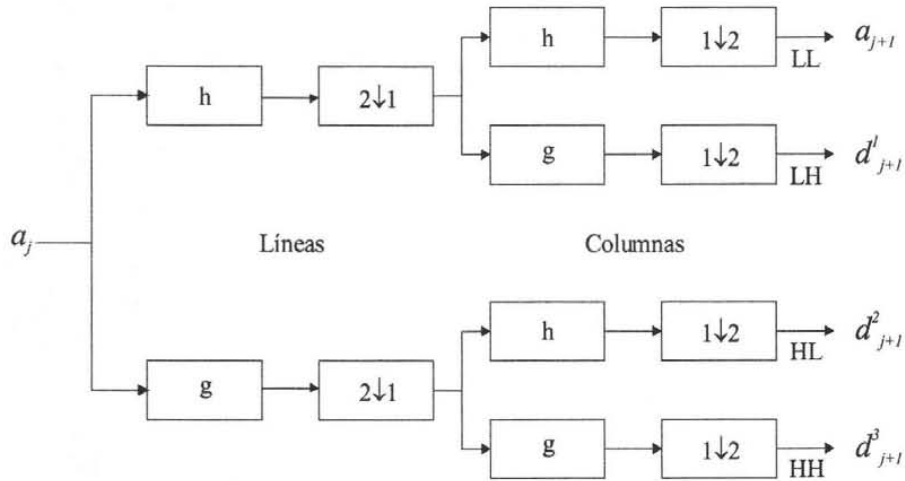 h 1↓2 LL a_{j+1}
h 2↓1
g 1↓2 LH d^1_{j+1}
a_j Líneas Columnas
h 1↓2 HL d^2_{j+1}
g 2↓1
g 1↓2 HH d^3_{j+1}